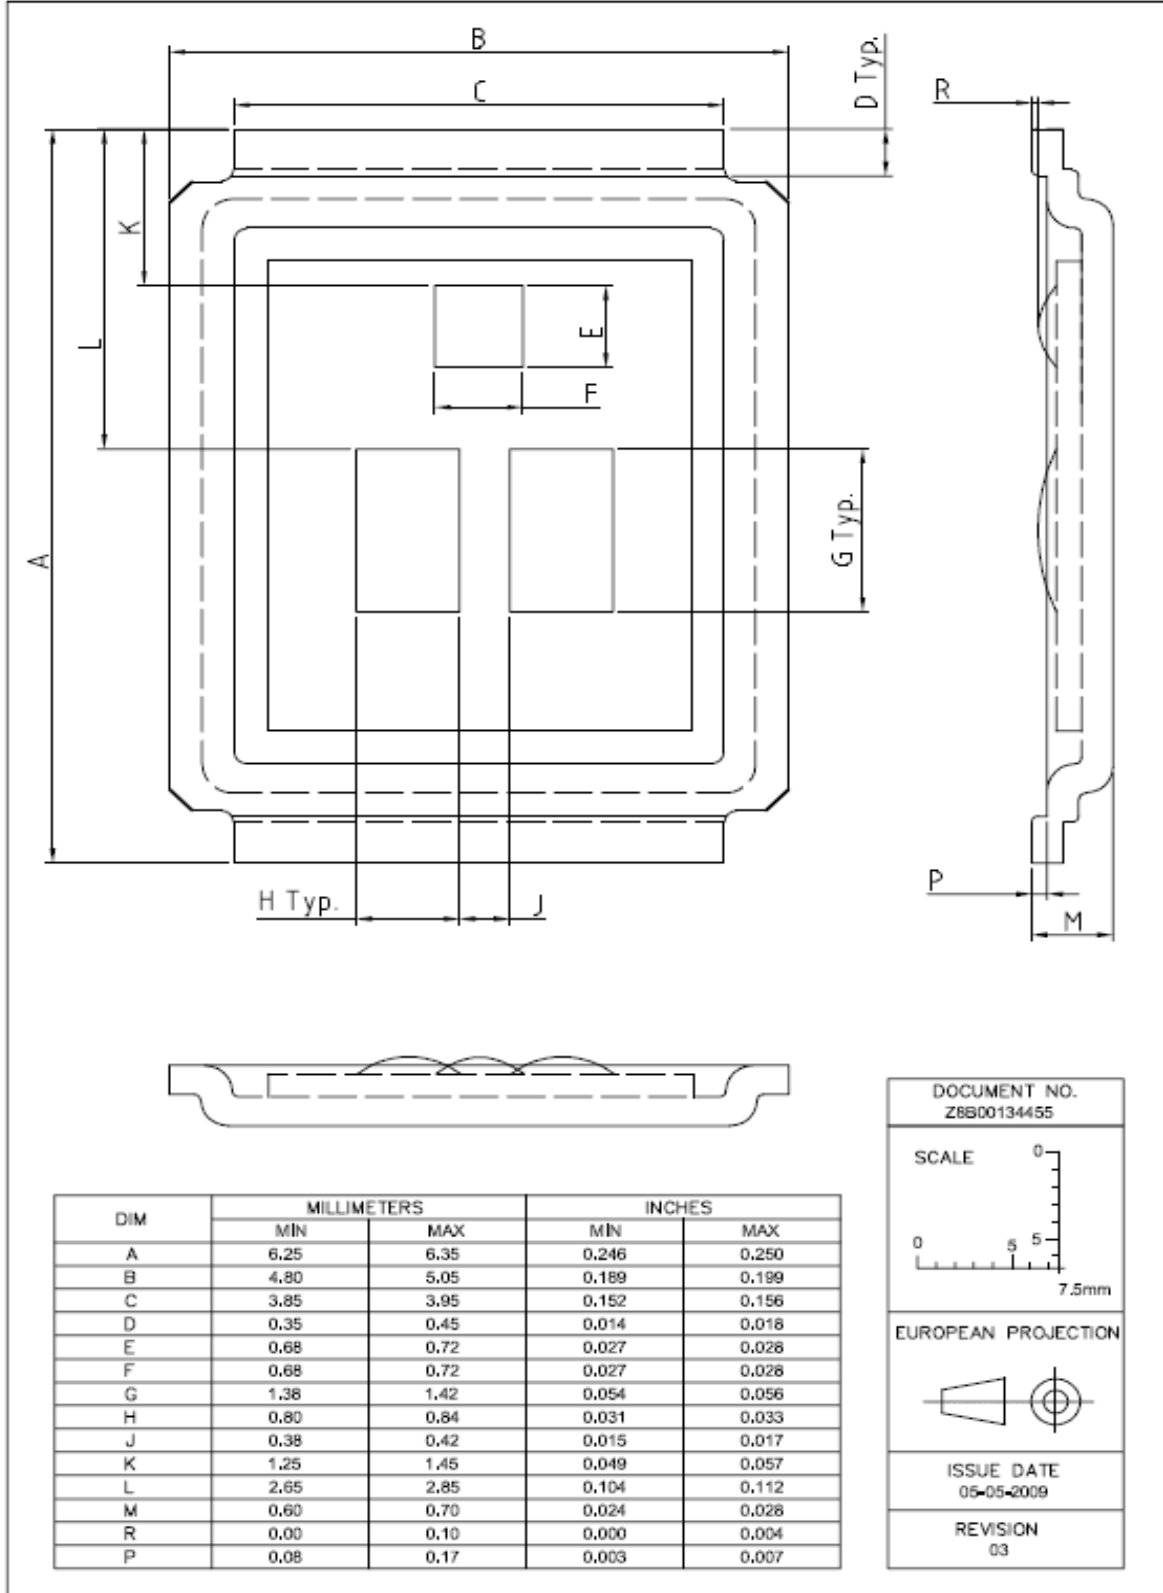 B
C
D Typ.
R
K
E
L
F
G Typ.
A
H Typ.
J
P
M
DOCUMENT NO.
Z8B00134455
SCALE
0
0 5 5
7.5mm
EUROPEAN PROJECTION
ISSUE DATE
05-05-2009
REVISION
03
DIM MILLIMETERS INCHES
MIN MAX MIN MAX
A 6.25 6.35 0.246 0.250
B 4.80 5.05 0.189 0.199
C 3.85 3.95 0.152 0.156
D 0.35 0.45 0.014 0.018
E 0.68 0.72 0.027 0.028
F 0.68 0.72 0.027 0.028
G 1.38 1.42 0.054 0.056
H 0.80 0.84 0.031 0.033
J 0.38 0.42 0.015 0.017
K 1.25 1.45 0.049 0.057
L 2.65 2.85 0.104 0.112
M 0.60 0.70 0.024 0.028
R 0.00 0.10 0.000 0.004
P 0.08 0.17 0.003 0.007